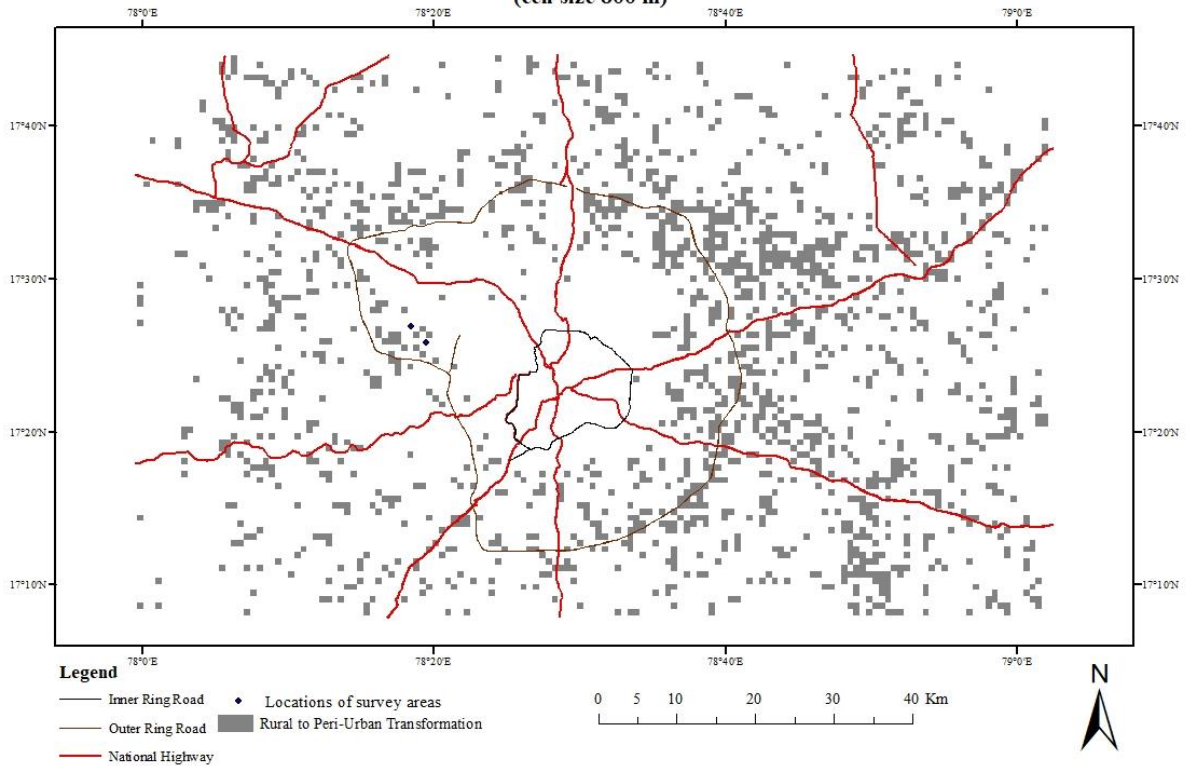 78°0'E 78°20'E 78°40'E 79°0'E
17°40'N 17°40'N
17°30'N 17°30'N
17°20'N 17°20'N
17°10'N 17°10'N
78°0'E 78°20'E 78°40'E 79°0'E
Legend
Inner Ring Road Locations of survey areas
Outer Ring Road Rural to Peri-Urban Transformation
National Highway
0 5 10 20 30 40 Km
N